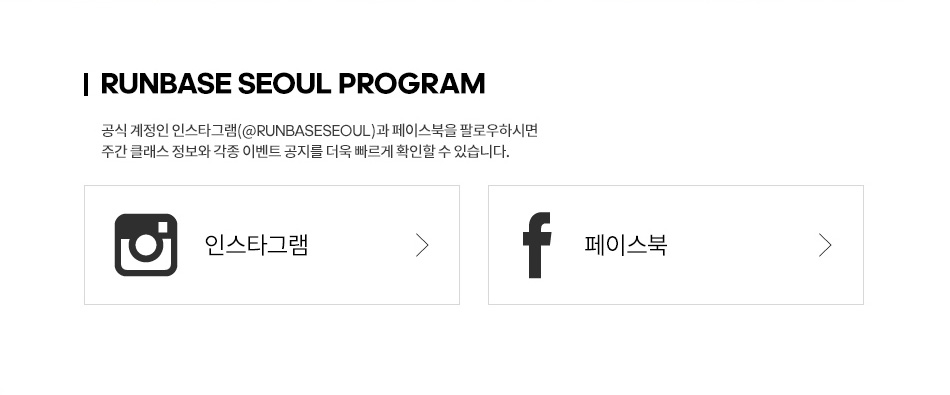 RUNBASE SEOUL PROGRAM
공식 계정인 인스타그램(@RUNBASESEOUL)과 페이스북을 팔로우하시면
주간 클래스 정보와 각종 이벤트 공지를 더욱 빠르게 확인할 수 있습니다.
인스타그램
페이스북